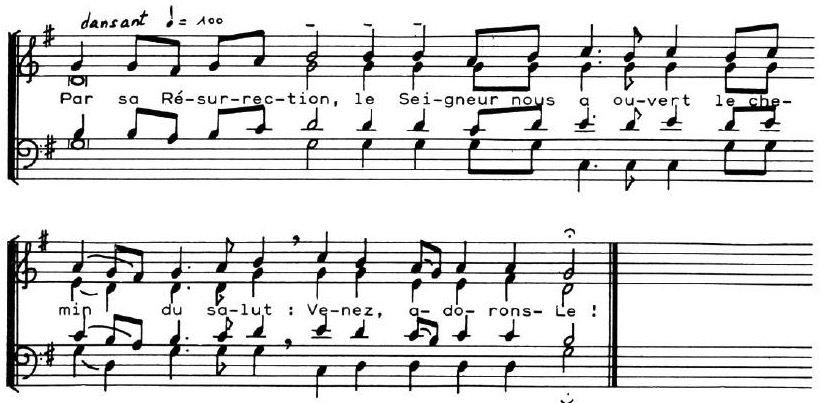 dansant ♩ = 100
Par sa Ré-sur-rec-tion, le Sei-gneur nous a ou-vert le che-
min du sa-lut : Ve-nez, a-do-rons-Le !